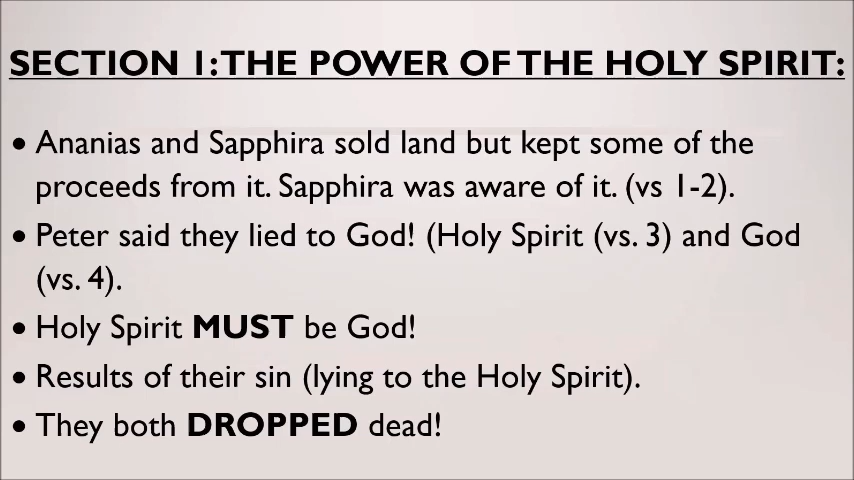 SECTION 1: THE POWER OF THE HOLY SPIRIT:
• Ananias and Sapphira sold land but kept some of the
proceeds from it. Sapphira was aware of it. (vs 1-2).
• Peter said they lied to God! (Holy Spirit (vs. 3) and God
(vs. 4).
• Holy Spirit MUST be God!
• Results of their sin (lying to the Holy Spirit).
• They both DROPPED dead!